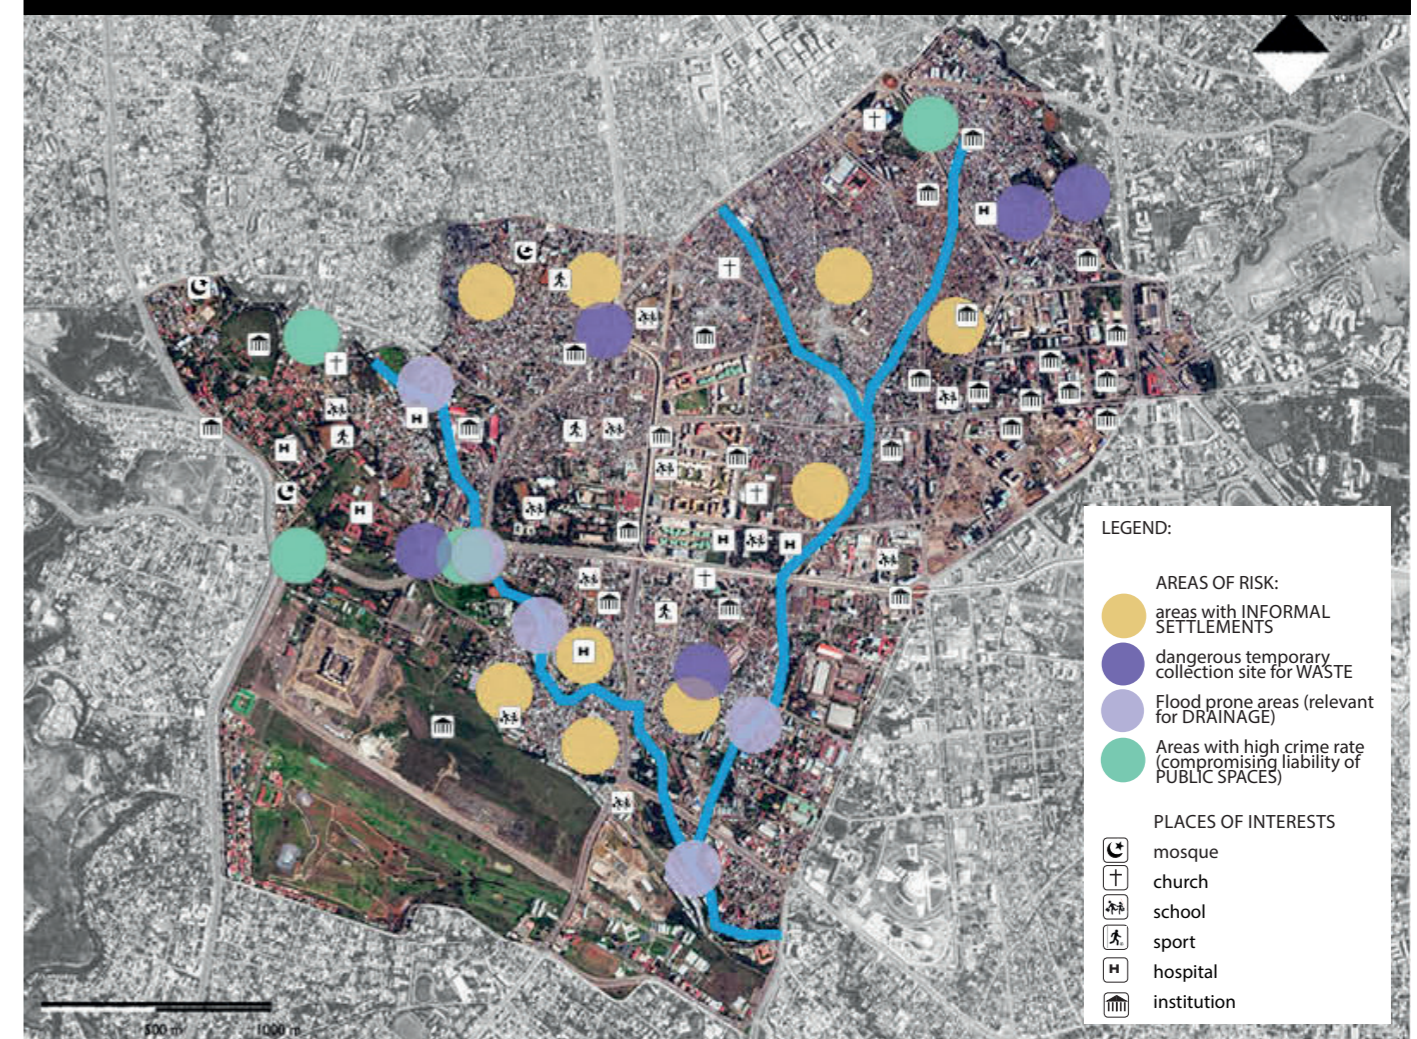 North
LEGEND:
AREAS OF RISK:
areas with INFORMAL
SETTLEMENTS
dangerous temporary
collection site for WASTE
Flood prone areas (relevant
for DRAINAGE)
Areas with high crime rate
(compromising liability of
PUBLIC SPACES)
PLACES OF INTERESTS
mosque
church
school
sport
hospital
institution
500 m
1000 m